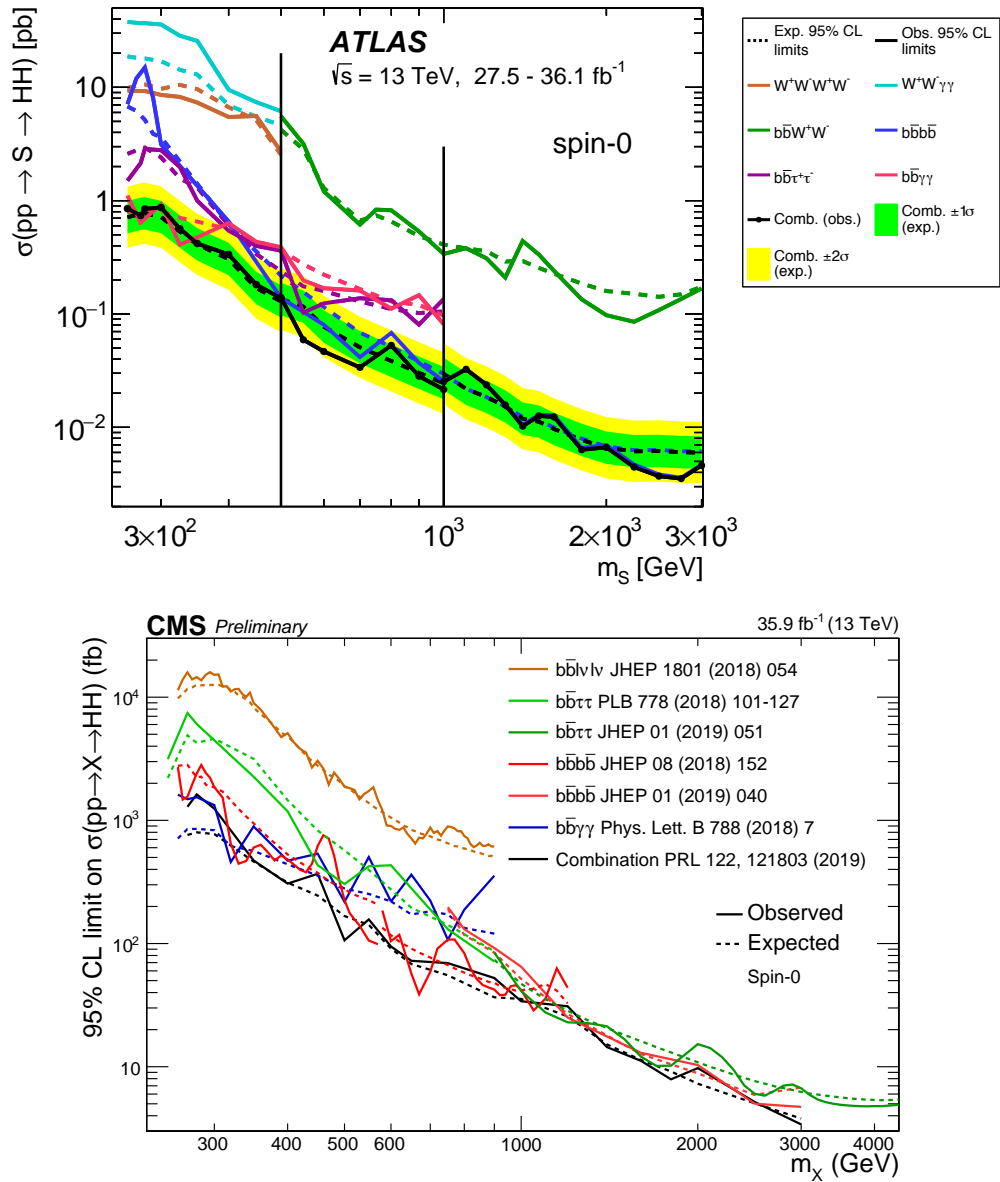 ATLAS
√s = 13 TeV, 27.5 - 36.1 fb⁻¹
spin-0
σ(pp → S → HH) [pb]
10
1
10⁻¹
10⁻²
3×10² 10³ 2×10³ 3×10³
m_S [GeV]
Exp. 95% CL limits
Obs. 95% CL limits
W⁺W⁻W⁺W⁻
W⁺W⁻γγ
bb̅W⁺W⁻
bb̅bb̅
bb̅τ⁺τ⁻
bb̅γγ
Comb. (obs.)
Comb. ±1σ (exp.)
Comb. ±2σ (exp.)
CMS Preliminary 35.9 fb⁻¹ (13 TeV)
95% CL limit on σ(pp→X→HH) (fb)
10⁴
10³
10²
10
bb̅lνlν JHEP 1801 (2018) 054
bb̅ττ PLB 778 (2018) 101-127
bb̅ττ JHEP 01 (2019) 051
bb̅bb̅ JHEP 08 (2018) 152
bb̅bb̅ JHEP 01 (2019) 040
bb̅γγ Phys. Lett. B 788 (2018) 7
Combination PRL 122, 121803 (2019)
Observed
Expected
Spin-0
300 400 500 600 1000 2000 3000 4000
m_X (GeV)